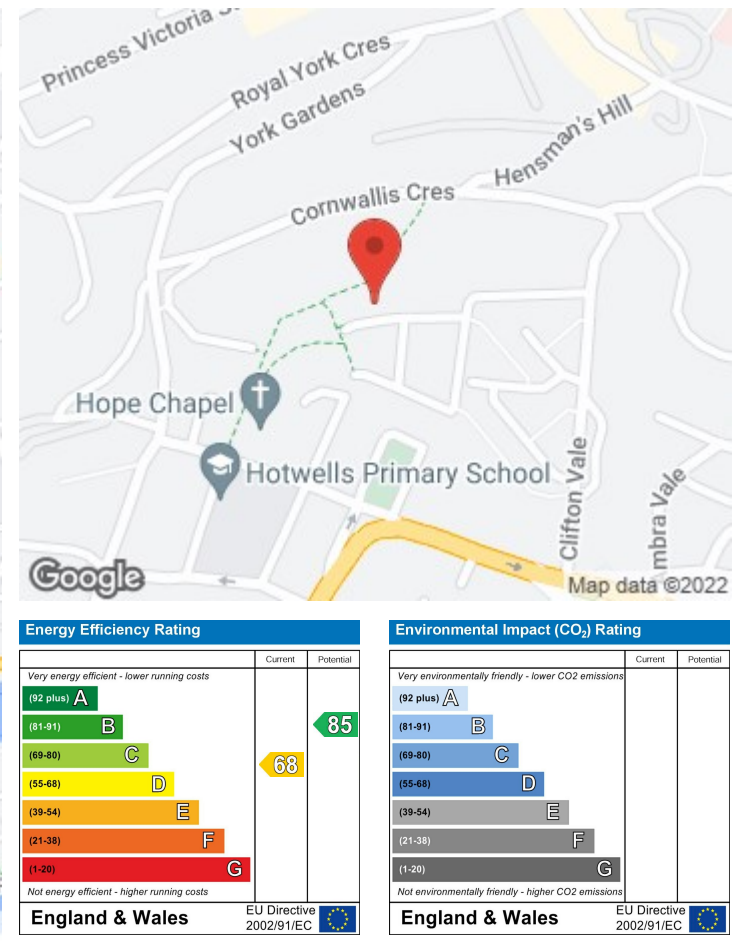 Princess Victoria S
Royal York Cres
York Gardens
Hensman's Hill
Cornwallis Cres
Hope Chapel
Hotwells Primary School
Clifton Vale
mbra Vale
Google
Map data ©2022
Energy Efficiency Rating
Current Potential
Very energy efficient - lower running costs
(92 plus) A
(81-91) B
85
(69-80) C
68
(55-68) D
(39-54) E
(21-38) F
(1-20) G
Not energy efficient - higher running costs
England & Wales
EU Directive
2002/91/EC
Environmental Impact (CO₂) Rating
Current Potential
Very environmentally friendly - lower CO2 emissions
(92 plus) A
(81-91) B
(69-80) C
(55-68) D
(39-54) E
(21-38) F
(1-20) G
Not environmentally friendly - higher CO2 emissions
England & Wales
EU Directive
2002/91/EC